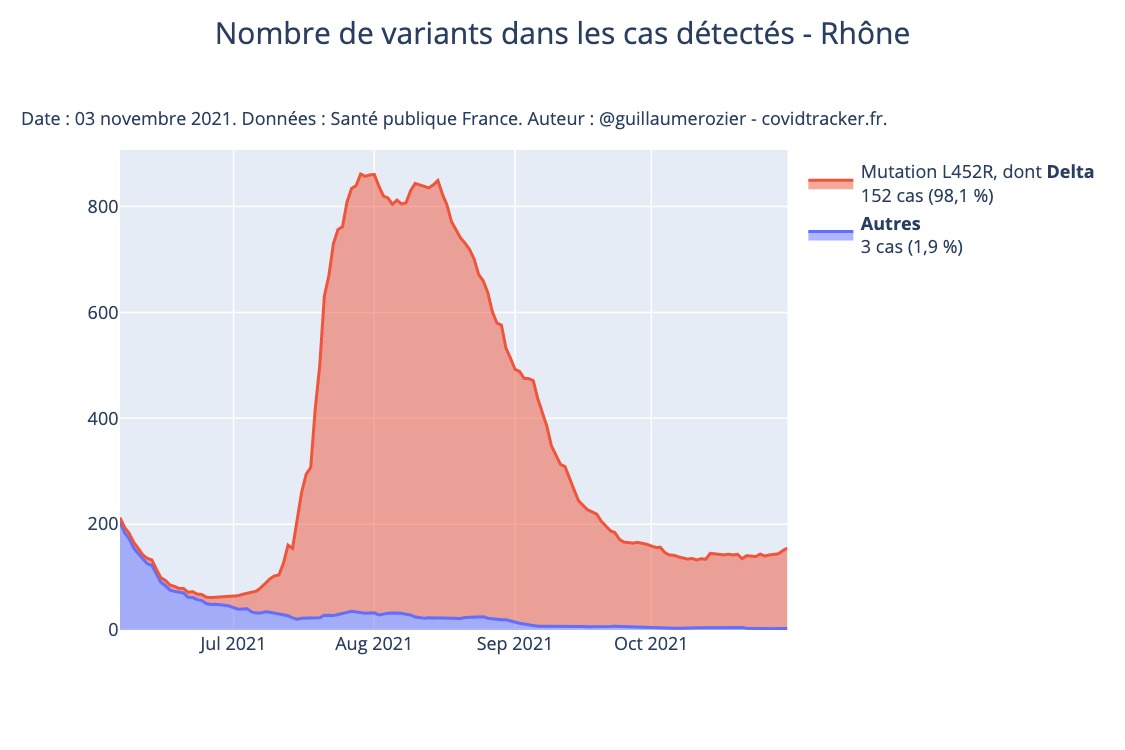 Nombre de variants dans les cas détectés - Rhône
Date : 03 novembre 2021. Données : Santé publique France. Auteur : @guillaumerozier - covidtracker.fr.
Mutation L452R, dont Delta
152 cas (98,1 %)
Autres
3 cas (1,9 %)
800
600
400
200
0
Jul 2021
Aug 2021
Sep 2021
Oct 2021